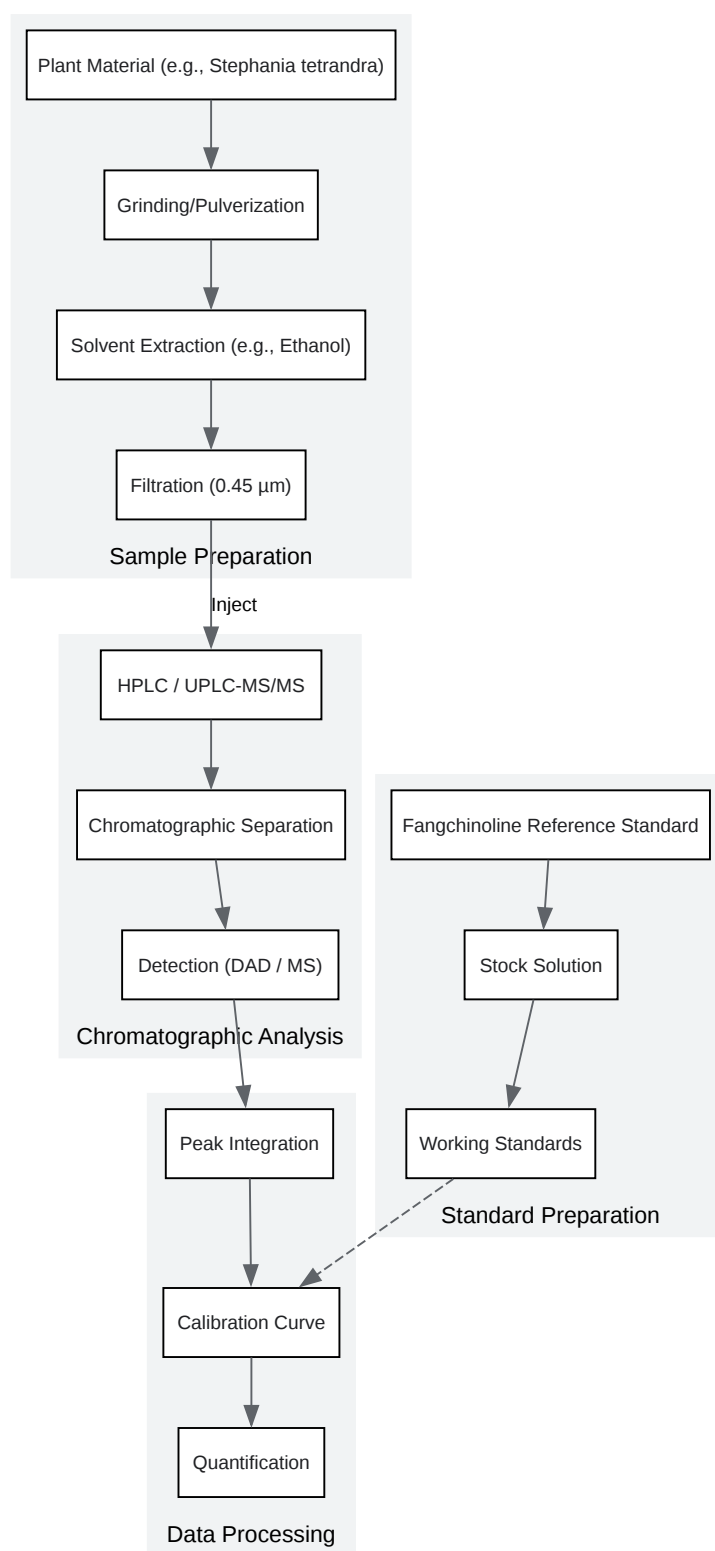 Plant Material (e.g., Stephania tetrandra)
Grinding/Pulverization
Solvent Extraction (e.g., Ethanol)
Filtration (0.45 µm)
Sample Preparation
Inject
HPLC / UPLC-MS/MS
Chromatographic Separation
Detection (DAD / MS)
Chromatographic Analysis
Fangchinoline Reference Standard
Stock Solution
Working Standards
Standard Preparation
Peak Integration
Calibration Curve
Quantification
Data Processing